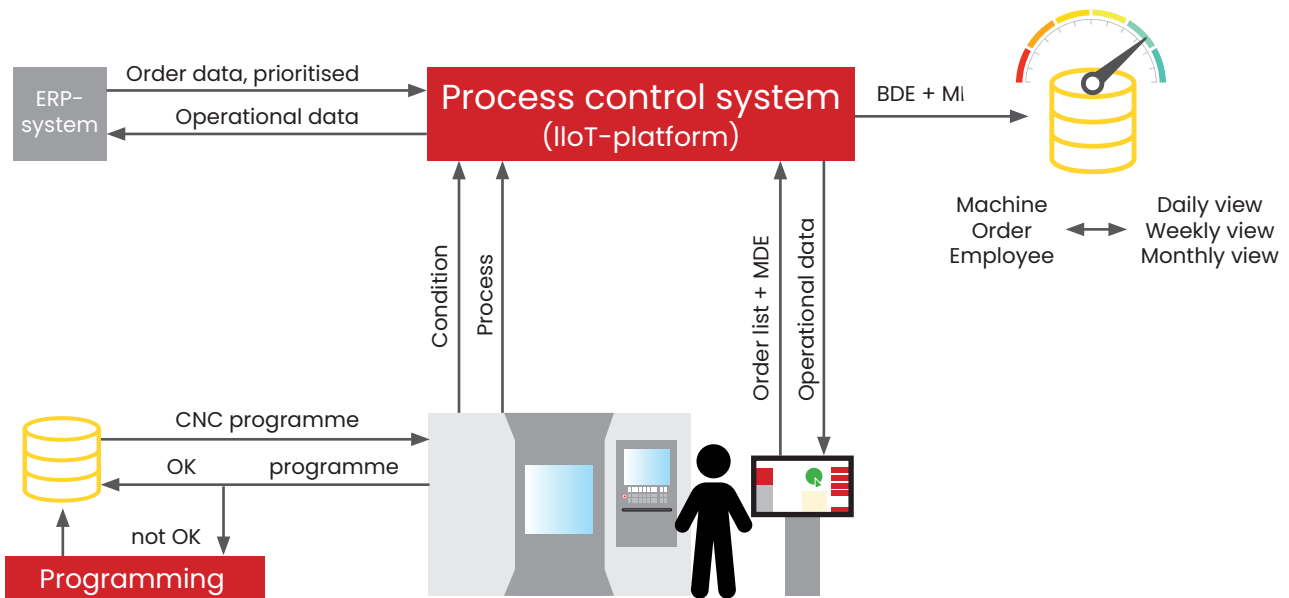 Order data, prioritised
ERP-
system
Operational data
Process control system
(IIoT-platform)
BDE +
Machine
Order
Employee
Daily view
Weekly view
Monthly view
Condition
Process
Order list + MDE
Operational data
CNC programme
OK programme
not OK
Programming